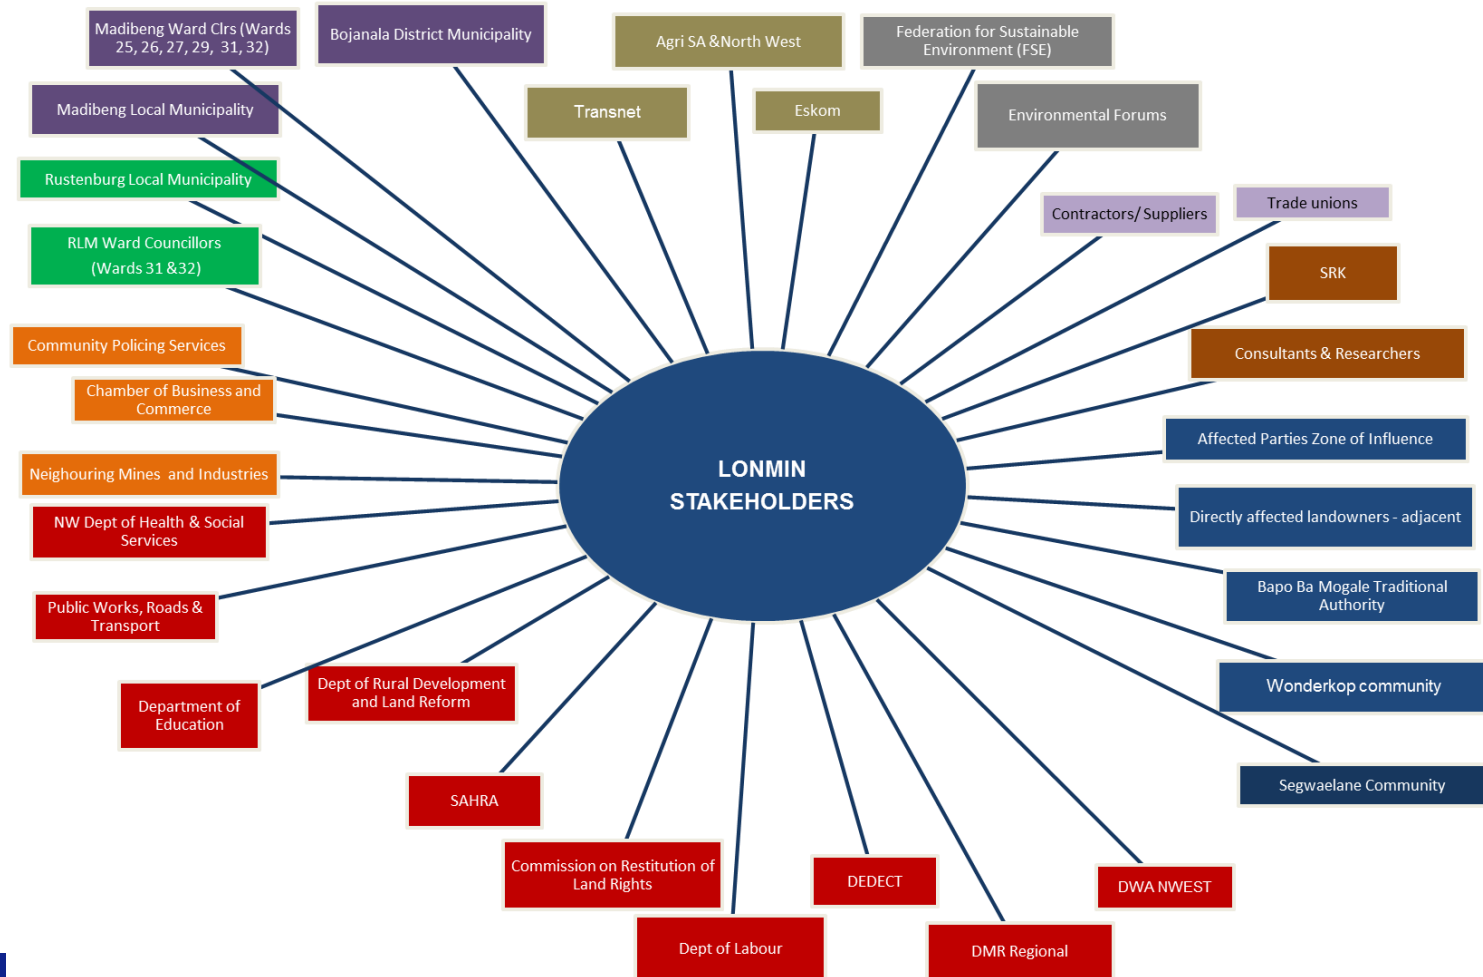 Madibeng Ward Clrs (Wards
25, 26, 27, 29,  31, 32)
Bojanala District Municipality
Agri SA &North West
Federation for Sustainable
Environment (FSE)
Madibeng Local Municipality
Transnet
Eskom
Environmental Forums
Rustenburg Local Municipality
Contractors/ Suppliers
Trade unions
RLM Ward Councillors
(Wards 31 &32)
SRK
Community Policing Services
Consultants & Researchers
Chamber of Business and
Commerce
Affected Parties Zone of Influence
Neighouring Mines  and Industries
LONMIN
STAKEHOLDERS
NW Dept of Health & Social
Services
Directly affected landowners - adjacent
Public Works, Roads &
Transport
Bapo Ba Mogale Traditional
Authority
Department of
Education
Dept of Rural Development
and Land Reform
Wonderkop community
SAHRA
Segwaelane Community
Commission on Restitution of
Land Rights
DEDECT
DWA NWEST
Dept of Labour
DMR Regional